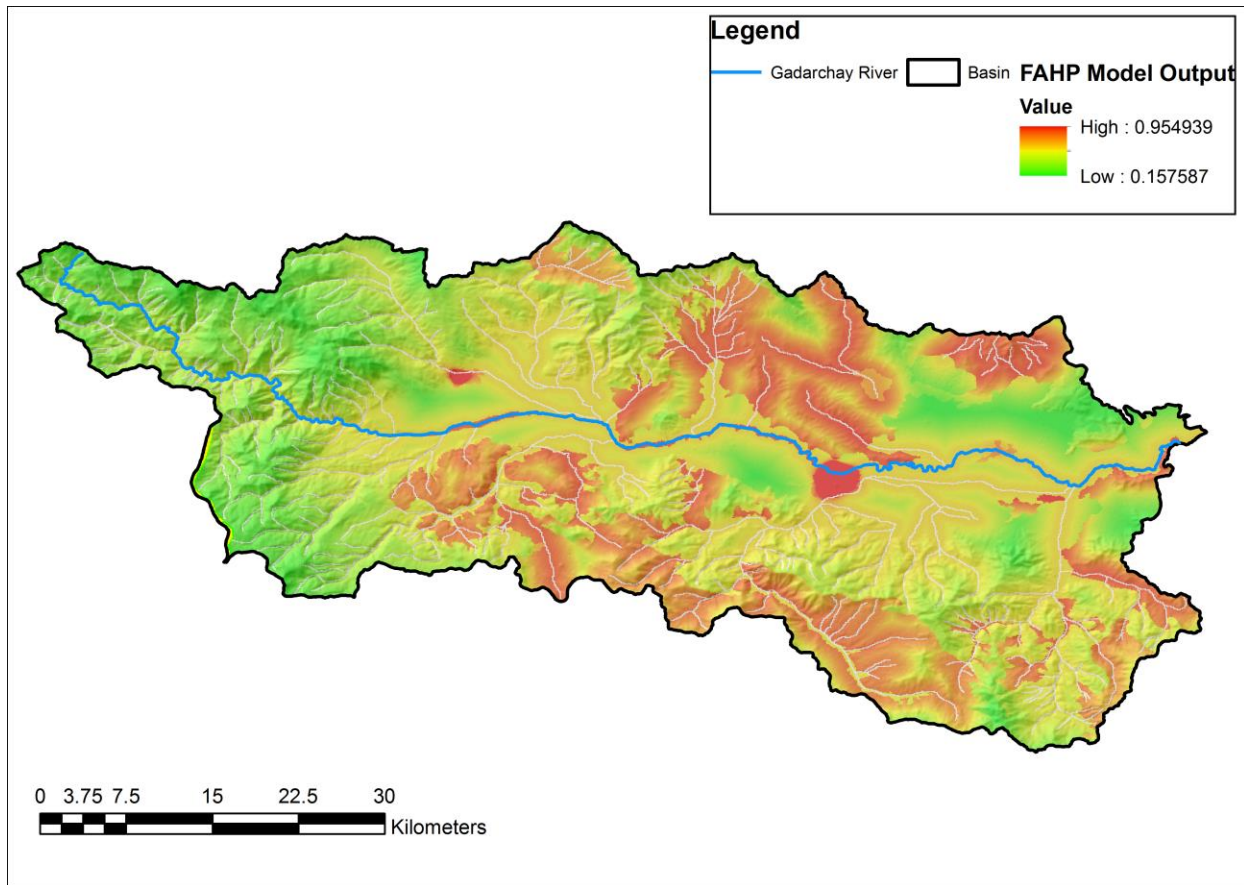 Legend
Gadarchay River
Basin
FAHP Model Output
Value
High : 0.954939
Low : 0.157587
0 3.75 7.5 15 22.5 30
Kilometers